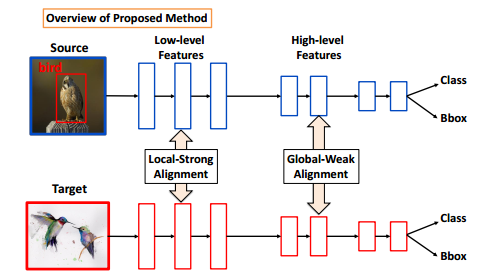 Overview of Proposed Method
Source
Low-level
Features
High-level
Features
bird
Class
Bbox
Local-Strong
Alignment
Global-Weak
Alignment
Target
Class
Bbox